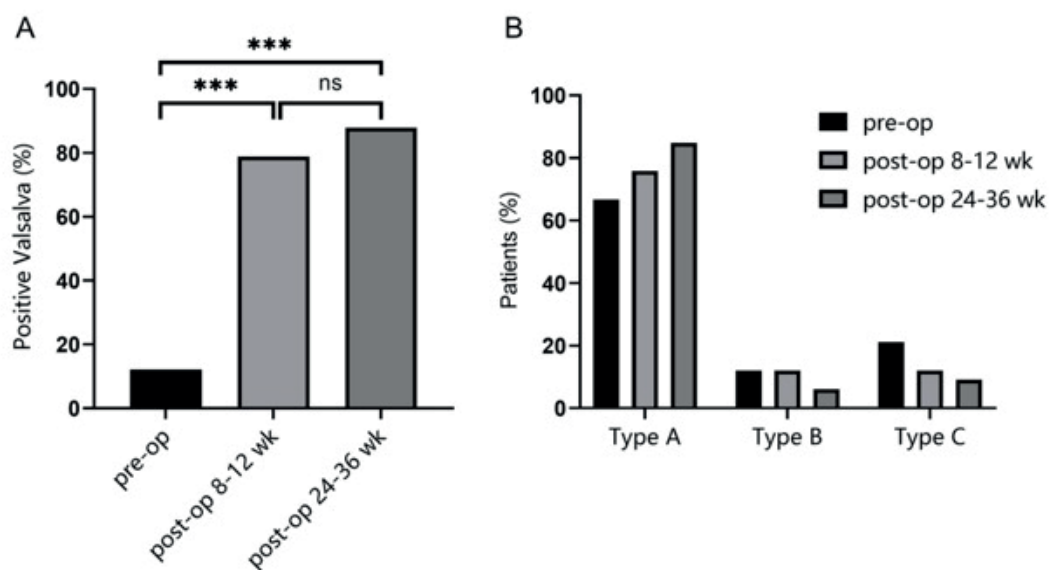 A
Positive Valsalva (%)
100
80
60
40
20
0
***
***
ns
pre-op
post-op 8-12 wk
post-op 24-36 wk
B
Patients (%)
100
80
60
40
20
0
pre-op
post-op 8-12 wk
post-op 24-36 wk
Type A
Type B
Type C